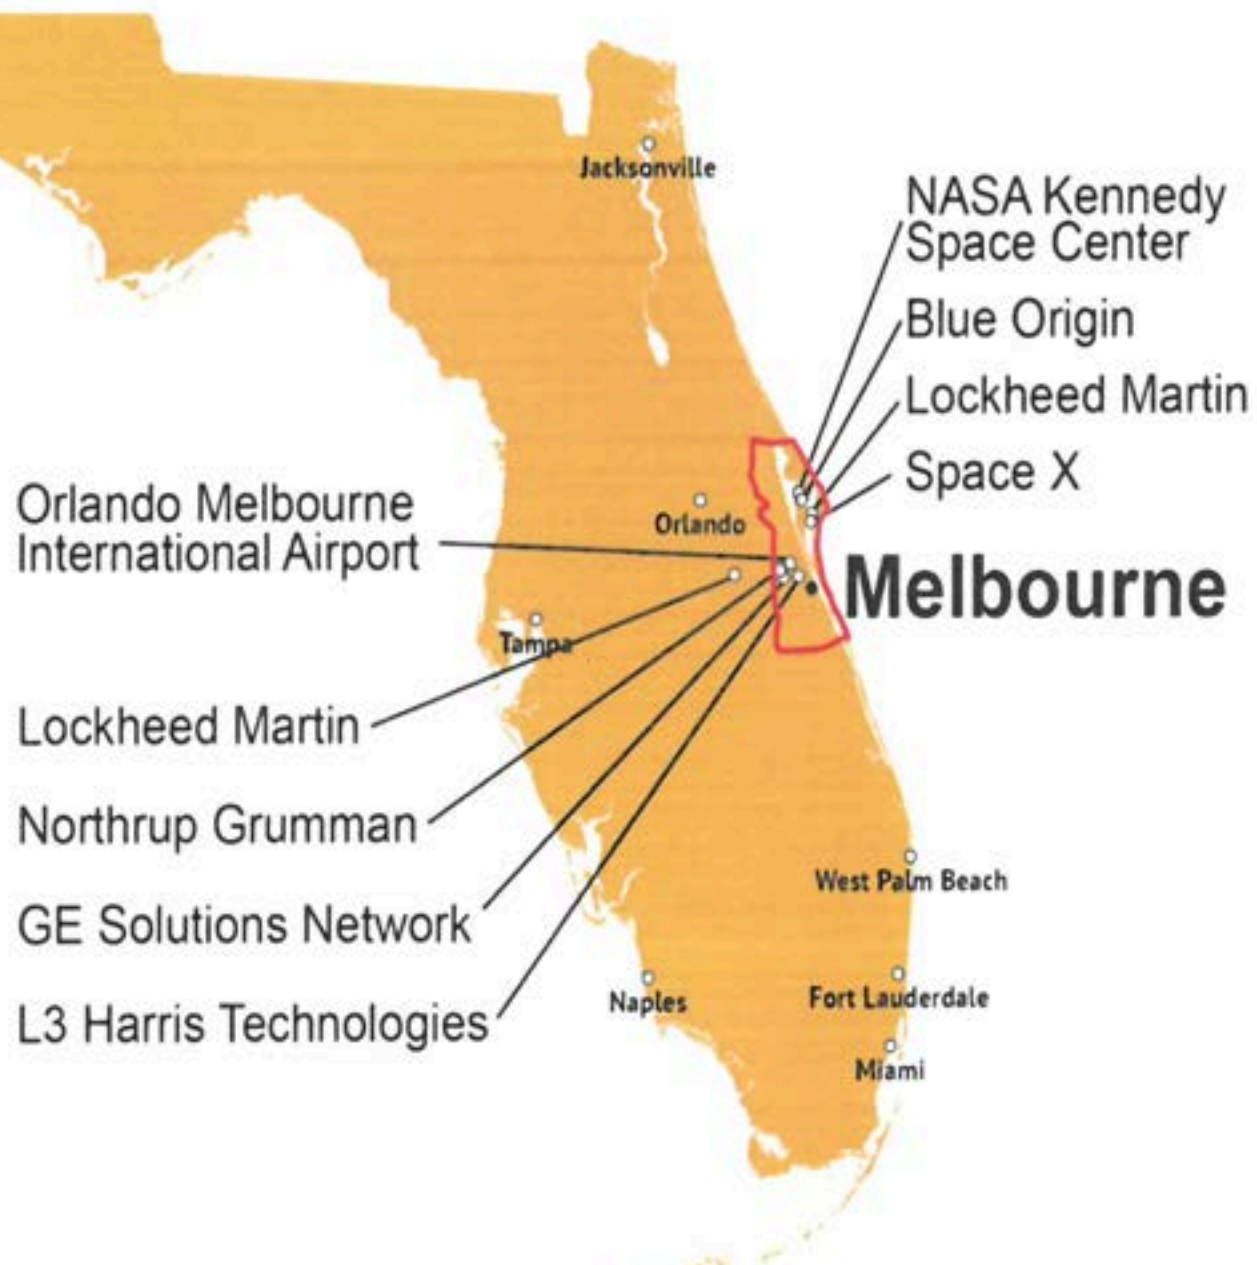 Jacksonville
NASA Kennedy
Space Center
Blue Origin
Lockheed Martin
Space X
Orlando Melbourne
International Airport
Orlando
Melbourne
Tampa
Lockheed Martin
Northrup Grumman
West Palm Beach
GE Solutions Network
Naples
Fort Lauderdale
L3 Harris Technologies
Miami